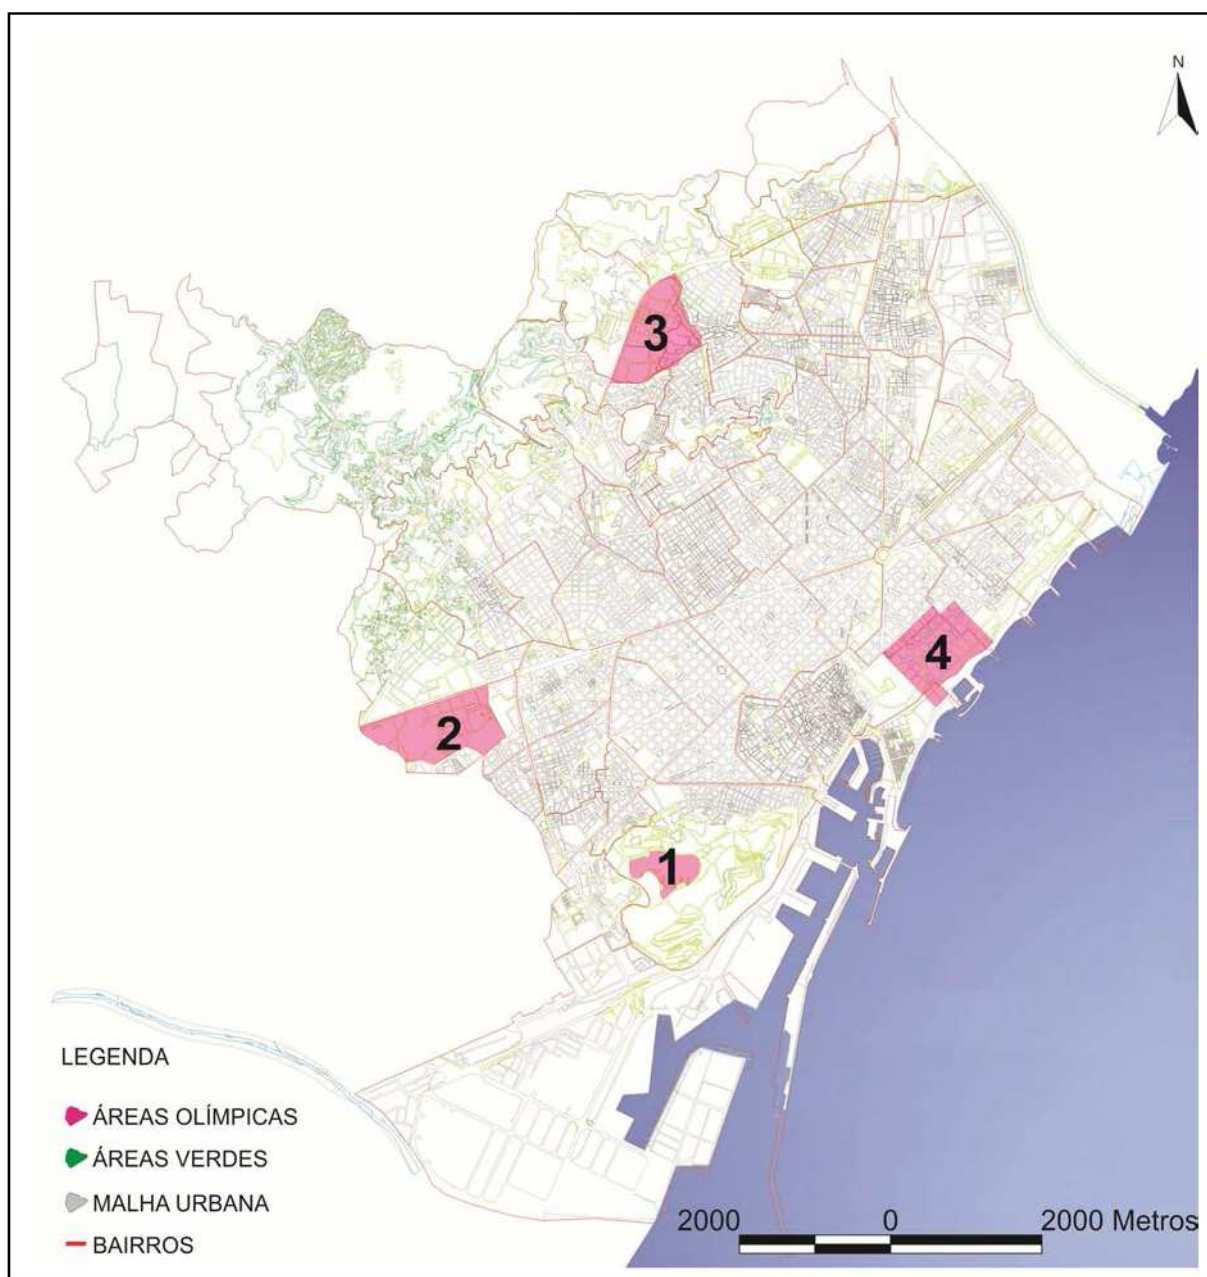 N
3
4
2
1
LEGENDA
ÁREAS OLÍMPICAS
ÁREAS VERDES
MALHA URBANA
BAIRROS
2000 0 2000 Metros